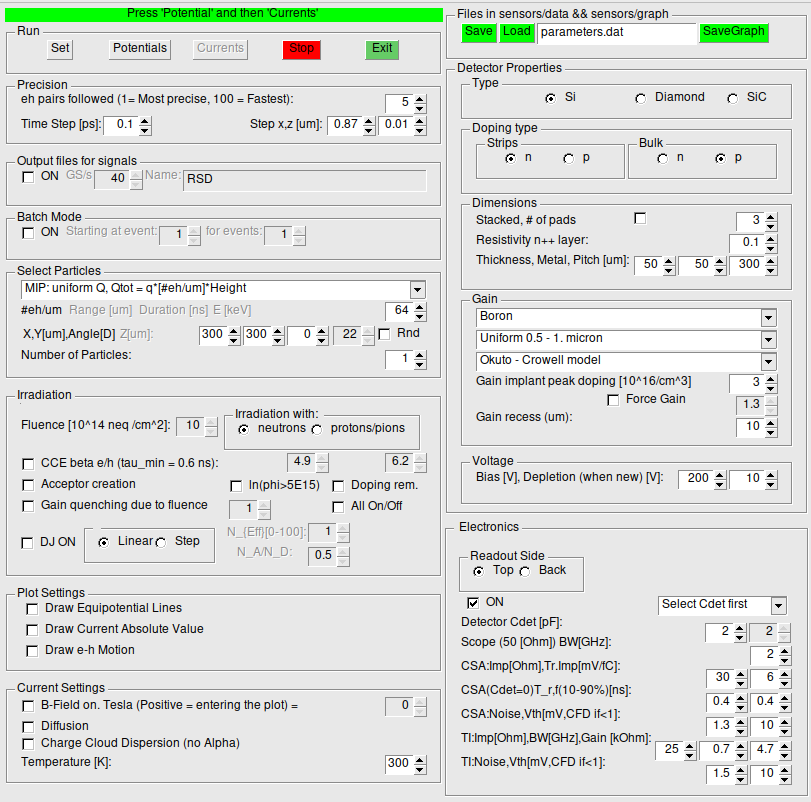 Press 'Potential' and then 'Currents'
Run
Set Potentials Currents Stop Exit
Precision
eh pairs followed (1= Most precise, 100 = Fastest): 5
Time Step [ps]: 0.1 Step x,z [um]: 0.87 0.01
Output files for signals
ON GS/s 40 Name: RSD
Batch Mode
ON Starting at event: 1 for events: 1
Select Particles
MIP: uniform Q, Qtot = q*[#eh/um]*Height
#eh/um Range [um] Duration [ns] E [keV] 64
X,Y[um],Angle[D] Z[um]: 300 300 0 22 Rnd
Number of Particles: 1
Irradiation
Fluence [10^14 neq /cm^2]: 10
Irradiation with:
neutrons protons/pions
CCE beta e/h (tau_min = 0.6 ns): 4.9 6.2
Acceptor creation ln(phi>5E15) Doping rem.
Gain quenching due to fluence 1 All On/Off
DJ ON Linear Step
N_{Eff}[0-100]: 1
N_A/N_D: 0.5
Plot Settings
Draw Equipotential Lines
Draw Current Absolute Value
Draw e-h Motion
Current Settings
B-Field on. Tesla (Positive = entering the plot) = 0
Diffusion
Charge Cloud Dispersion (no Alpha)
Temperature [K]: 300
Files in sensors/data && sensors/graph
Save Load parameters.dat SaveGraph
Detector Properties
Type
Si Diamond SiC
Doping type
Strips Bulk
n p n p
Dimensions
Stacked, # of pads 3
Resistivity n++ layer: 0.1
Thickness, Metal, Pitch [um]: 50 50 300
Gain
Boron
Uniform 0.5 - 1. micron
Okuto - Crowell model
Gain implant peak doping [10^16/cm^3] 3
Force Gain 1.3
Gain recess (um): 10
Voltage
Bias [V], Depletion (when new) [V]: 200 10
Electronics
Readout Side
Top Back
ON Select Cdet first
Detector Cdet [pF]: 2 2
Scope (50 [Ohm]) BW[GHz]: 2
CSA:Imp[Ohm],Tr.Imp[mV/fC]: 30 6
CSA(Cdet=0)T_r,f(10-90%)[ns]: 0.4 0.4
CSA:Noise,Vth[mV,CFD if<1]: 1.3 10
TI:Imp[Ohm],BW[GHz],Gain [kOhm]: 25 0.7 4.7
TI:Noise,Vth[mV,CFD if<1]: 1.5 10